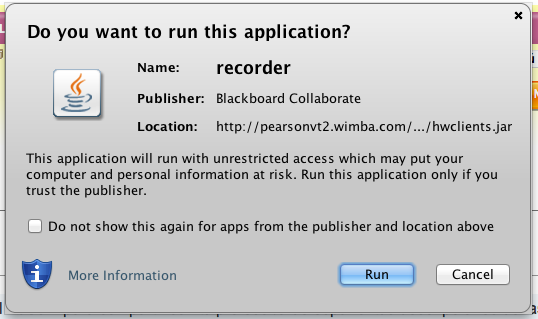 Do you want to run this application?
Name: recorder
Publisher: Blackboard Collaborate
Location: http://pearsonvt2.wimba.com/.../hwclients.jar
This application will run with unrestricted access which may put your
computer and personal information at risk. Run this application only if you
trust the publisher.
Do not show this again for apps from the publisher and location above
More Information
Run
Cancel